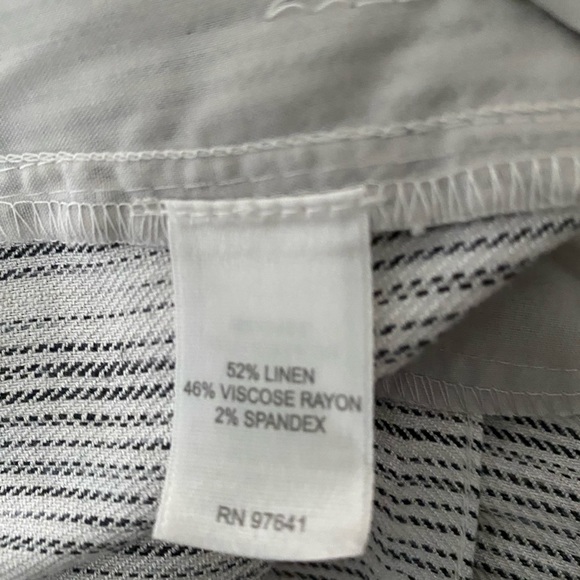 52% LINEN
46% VISCOSE RAYON
2% SPANDEX
RN 97641